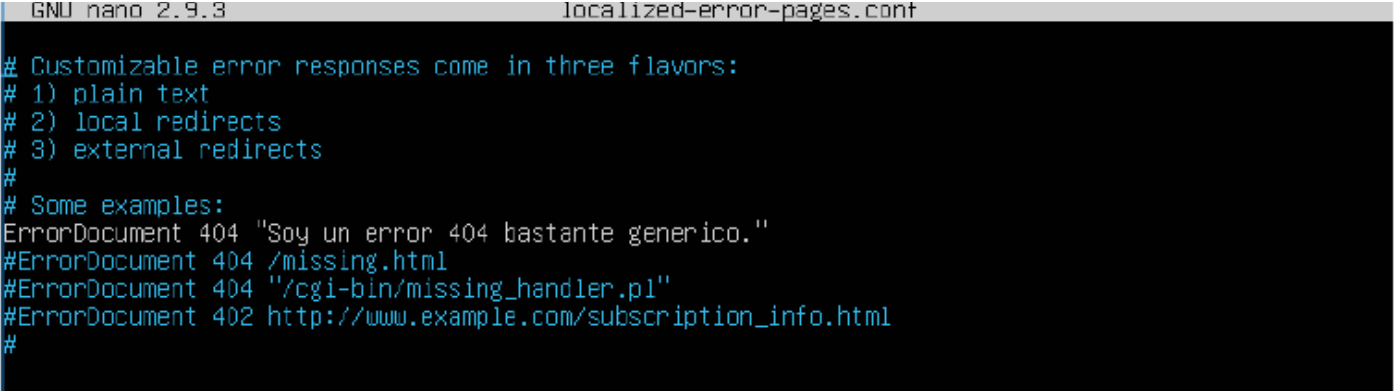 GNU nano 2.9.3 localized-error-pages.conf
# Customizable error responses come in three flavors:
# 1) plain text
# 2) local redirects
# 3) external redirects
#
# Some examples:
ErrorDocument 404 "Soy un error 404 bastante generico."
#ErrorDocument 404 /missing.html
#ErrorDocument 404 "/cgi-bin/missing_handler.pl"
#ErrorDocument 402 http://www.example.com/subscription_info.html
#